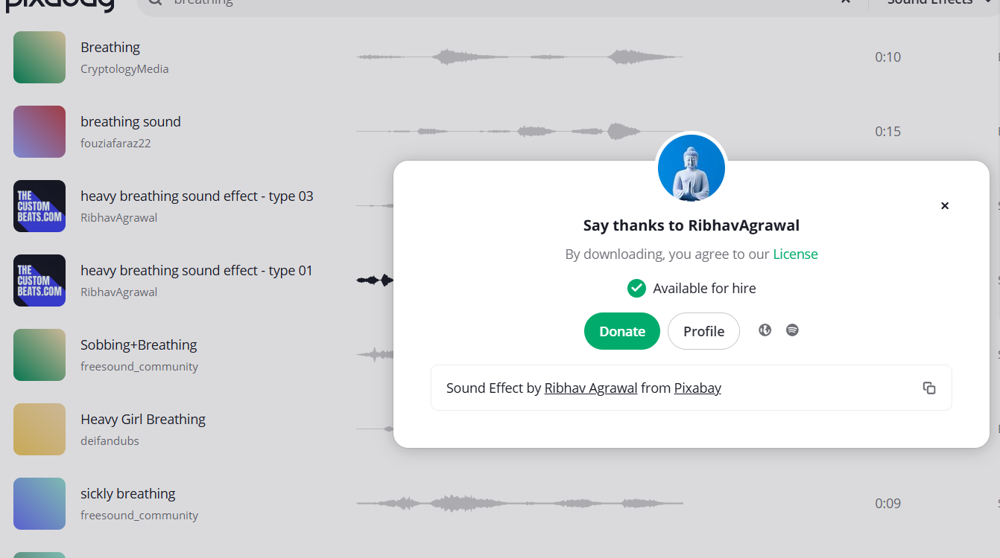 pixabay
breathing
Sound Effects
Breathing
CryptologyMedia
0:10
breathing sound
fouziafaraz22
0:15
THE
CUSTOM
BEATS.COM
heavy breathing sound effect - type 03
RibhavAgrawal
THE
CUSTOM
BEATS.COM
heavy breathing sound effect - type 01
RibhavAgrawal
Sobbing+Breathing
freesound_community
Heavy Girl Breathing
deifandubs
sickly breathing
freesound_community
0:09
Say thanks to RibhavAgrawal
By downloading, you agree to our License
Available for hire
Donate
Profile
Sound Effect by Ribhav Agrawal from Pixabay